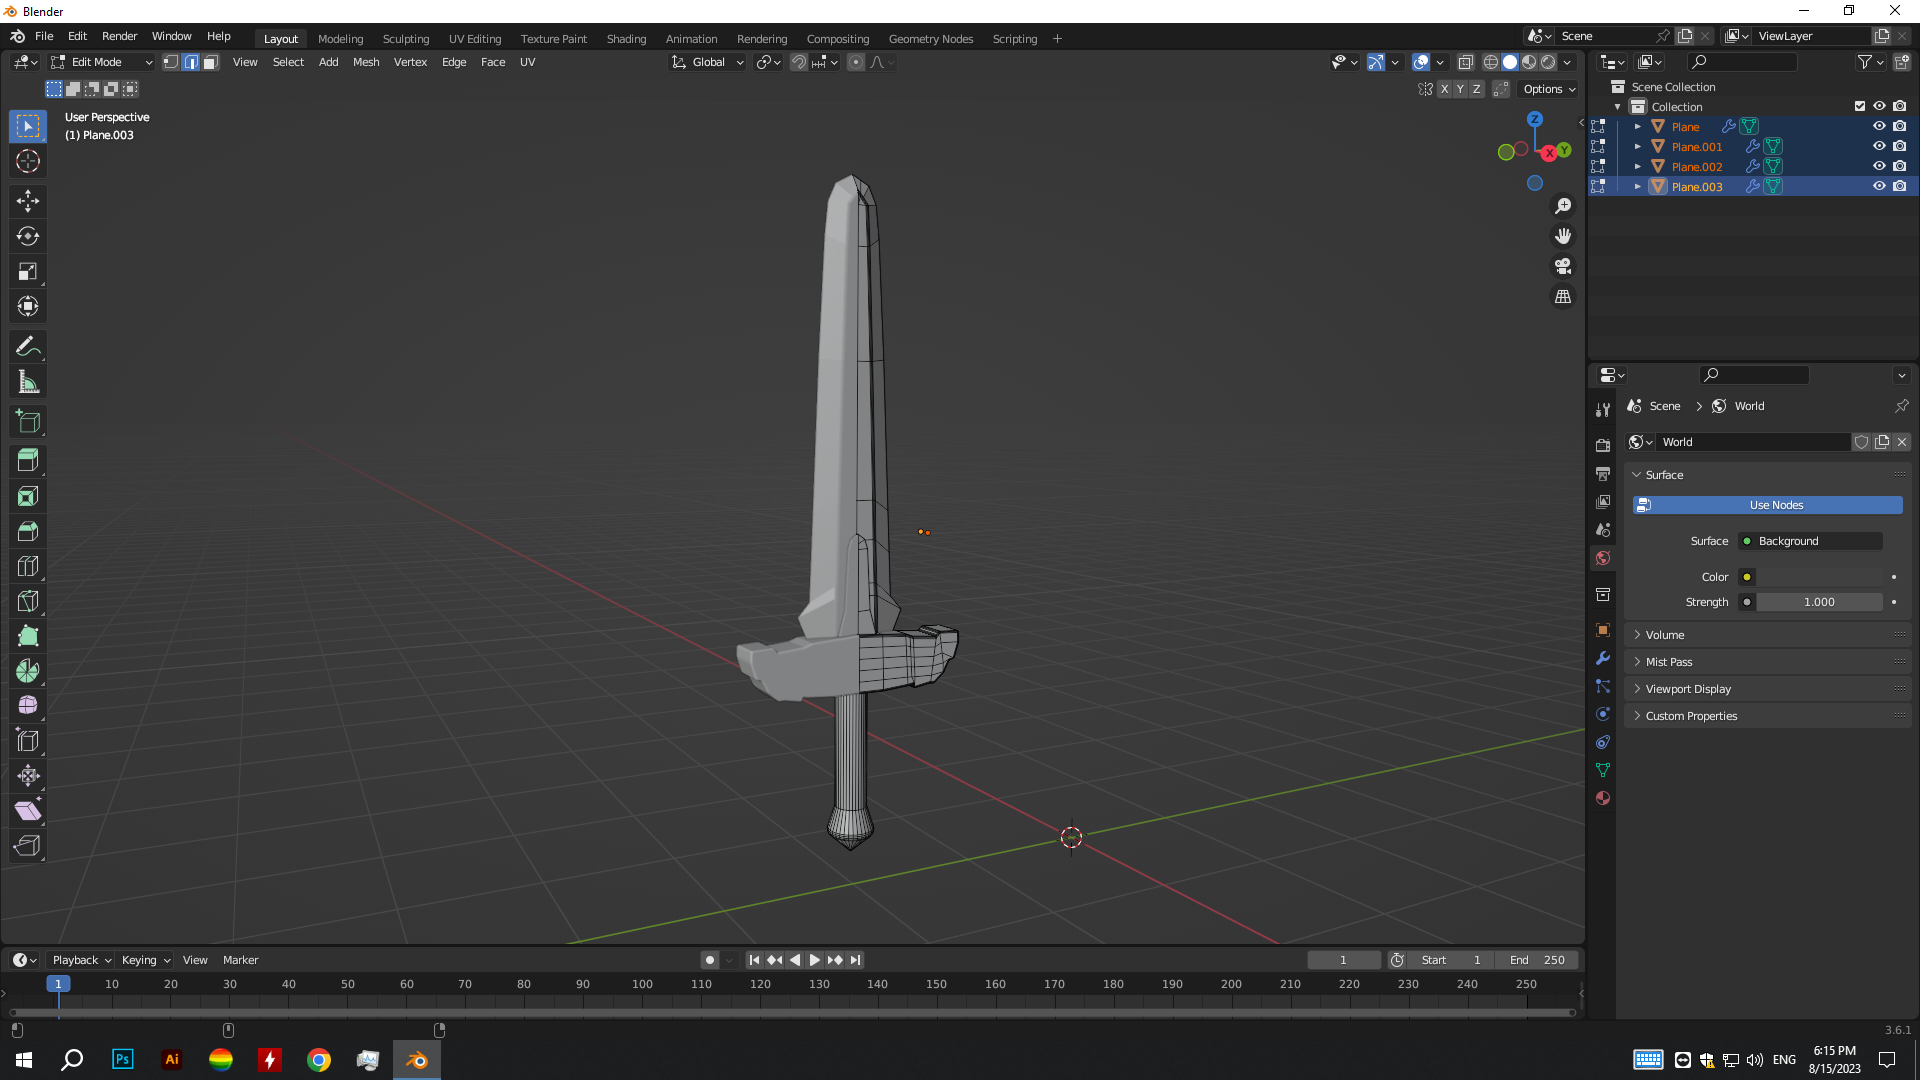 Blender
File Edit Render Window Help Layout Modeling Sculpting UV Editing Texture Paint Shading Animation Rendering Compositing Geometry Nodes Scripting + Scene ViewLayer
Edit Mode View Select Add Mesh Vertex Edge Face UV Global
X Y Z Options
User Perspective
(1) Plane.003
Z
X Y
Scene Collection
Collection
Plane
Plane.001
Plane.002
Plane.003
Scene > World
World
Surface
Use Nodes
Surface Background
Color
Strength 1.000
Volume
Mist Pass
Viewport Display
Custom Properties
Playback Keying View Marker 1 Start 1 End 250
1 10 20 30 40 50 60 70 80 90 100 110 120 130 140 150 160 170 180 190 200 210 220 230 240 250
3.6.1
Ps Ai ENG 6:15 PM
8/15/2023